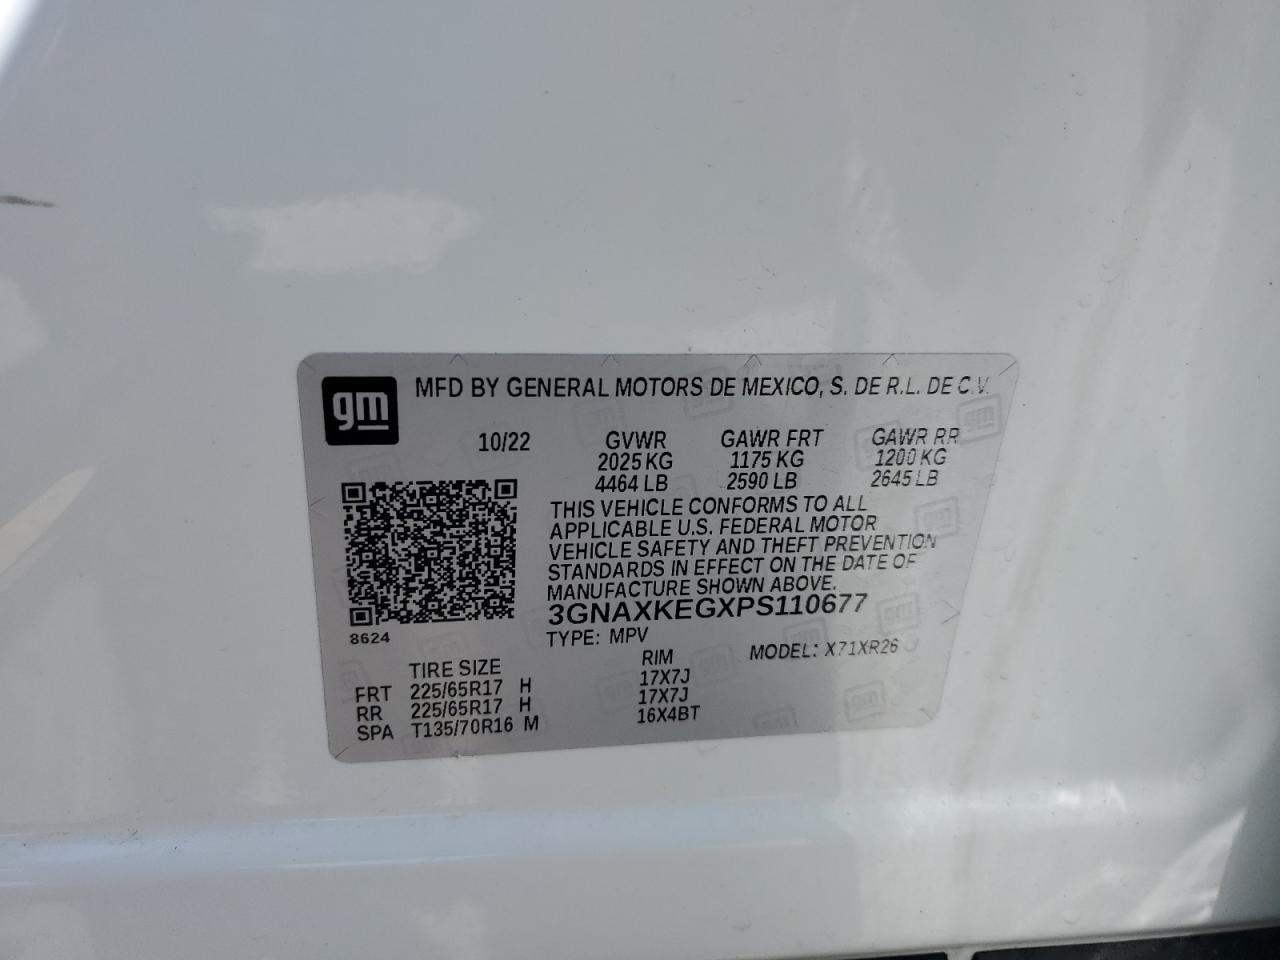 gm MFD BY GENERAL MOTORS DE MEXICO, S. DE R.L. DE C.V.
10/22 GVWR GAWR FRT GAWR RR
2025 KG 1175 KG 1200 KG
4464 LB 2590 LB 2645 LB
THIS VEHICLE CONFORMS TO ALL
APPLICABLE U.S. FEDERAL MOTOR
VEHICLE SAFETY AND THEFT PREVENTION
STANDARDS IN EFFECT ON THE DATE OF
MANUFACTURE SHOWN ABOVE.
3GNAXKEGXPS110677
8624 TYPE: MPV MODEL: X71XR26
TIRE SIZE RIM
FRT 225/65R17 H 17X7J
RR 225/65R17 H 17X7J
SPA T135/70R16 M 16X4BT